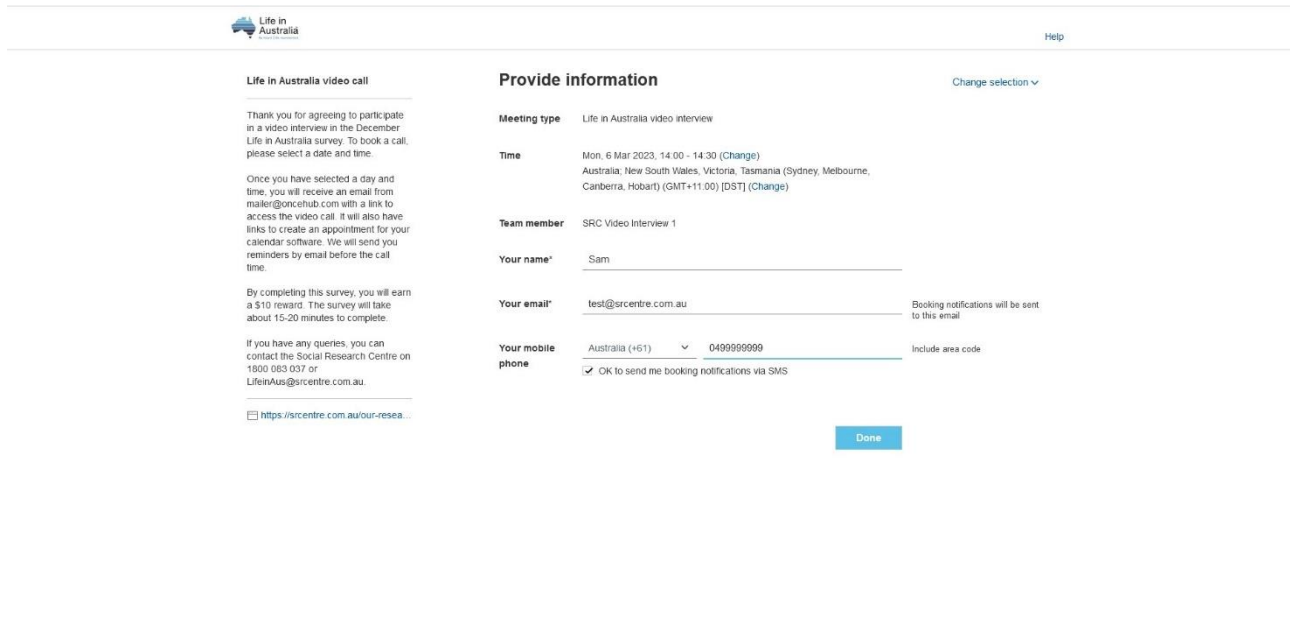 Life in
Australia
Help
Life in Australia video call
Thank you for agreeing to participate
in a video interview in the December
Life in Australia survey. To book a call,
please select a date and time.
Once you have selected a day and
time, you will receive an email from
mailer@oncehub.com with a link to
access the video call. It will also have
links to create an appointment for your
calendar software. We will send you
reminders by email before the call
time.
By completing this survey, you will earn
a $10 reward. The survey will take
about 15-20 minutes to complete.
If you have any queries, you can
contact the Social Research Centre on
1800 083 037 or
LifeinAus@srcentre.com.au.
https://srcentre.com.au/our-resea...
Provide information
Change selection
Meeting type Life in Australia video interview
Time Mon, 6 Mar 2023, 14:00 - 14:30 (Change)
Australia; New South Wales, Victoria, Tasmania (Sydney, Melbourne,
Canberra, Hobart) (GMT+11:00) [DST] (Change)
Team member SRC Video Interview 1
Your name* Sam
Your email* test@srcentre.com.au
Booking notifications will be sent
to this email
Your mobile
phone
Australia (+61) 0499999999
Include area code
OK to send me booking notifications via SMS
Done